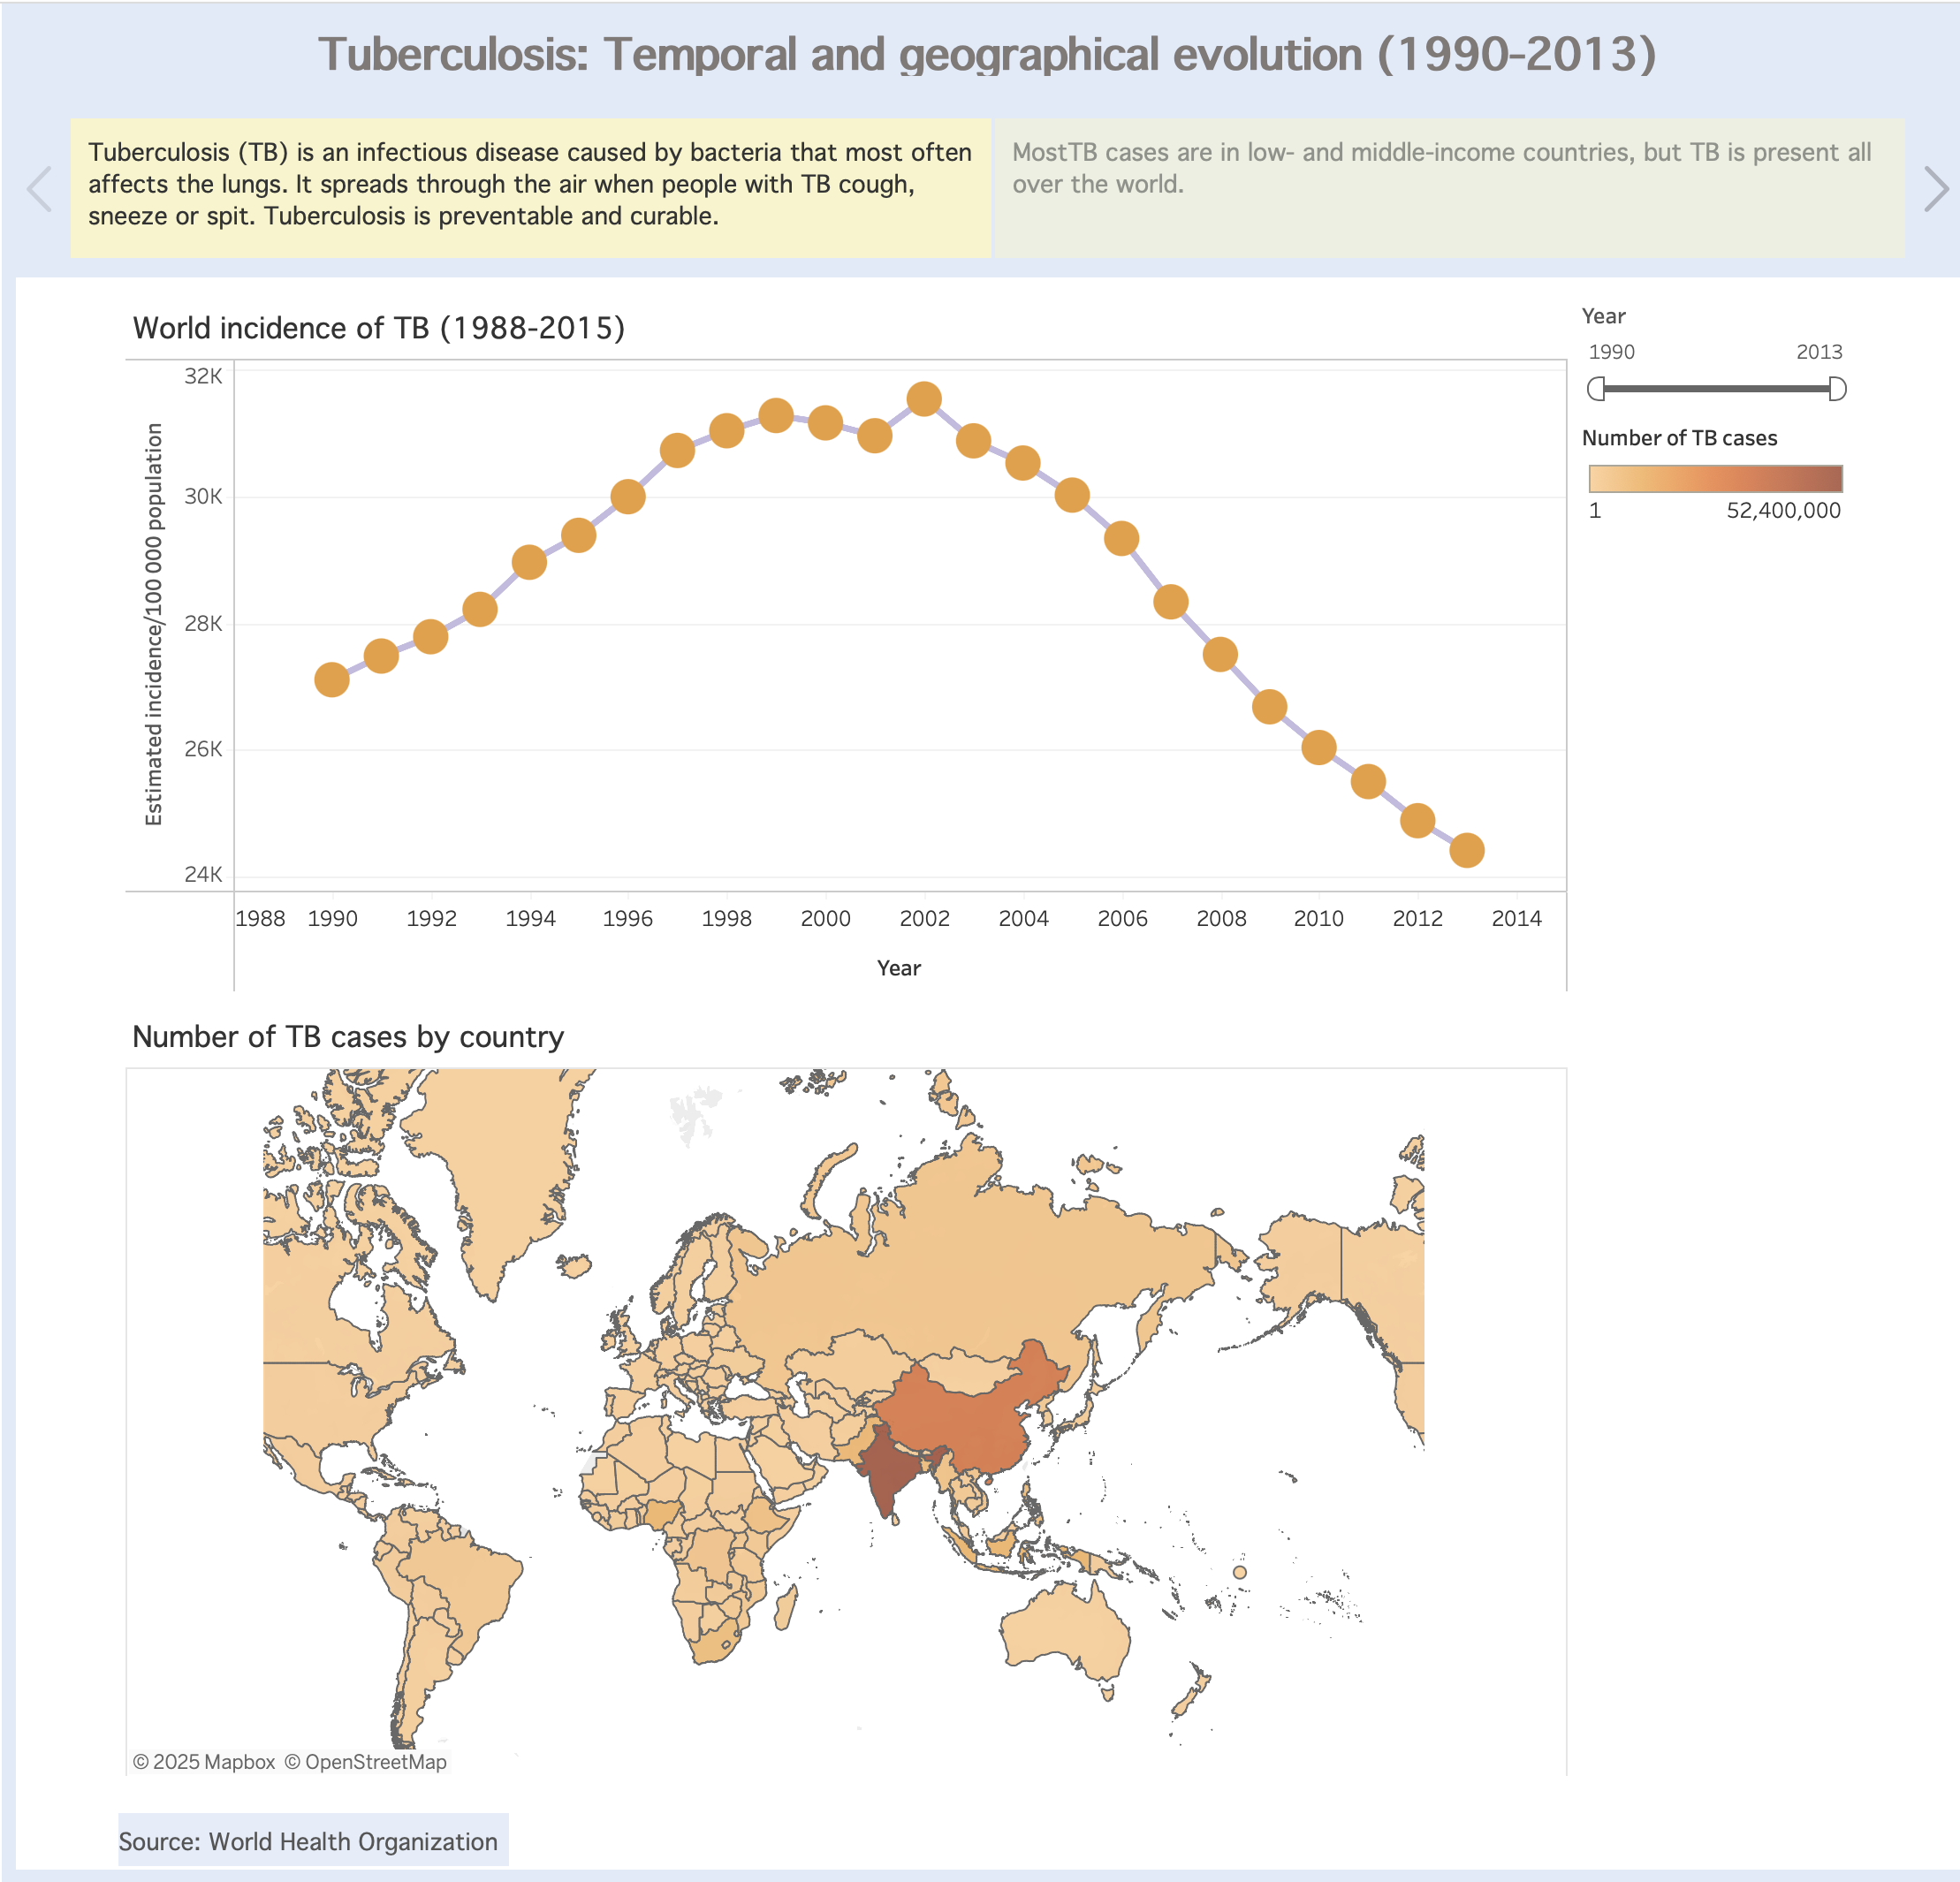 Tuberculosis: Temporal and geographical evolution (1990-2013)
Tuberculosis (TB) is an infectious disease caused by bacteria that most often
affects the lungs. It spreads through the air when people with TB cough,
sneeze or spit. Tuberculosis is preventable and curable.
MostTB cases are in low- and middle-income countries, but TB is present all
over the world.
World incidence of TB (1988-2015)
Estimated incidence/100 000 population
32K
30K
28K
26K
24K
1988 1990 1992 1994 1996 1998 2000 2002 2004 2006 2008 2010 2012 2014
Year
Year
1990 2013
Number of TB cases
1 52,400,000
Number of TB cases by country
© 2025 Mapbox © OpenStreetMap
Source: World Health Organization